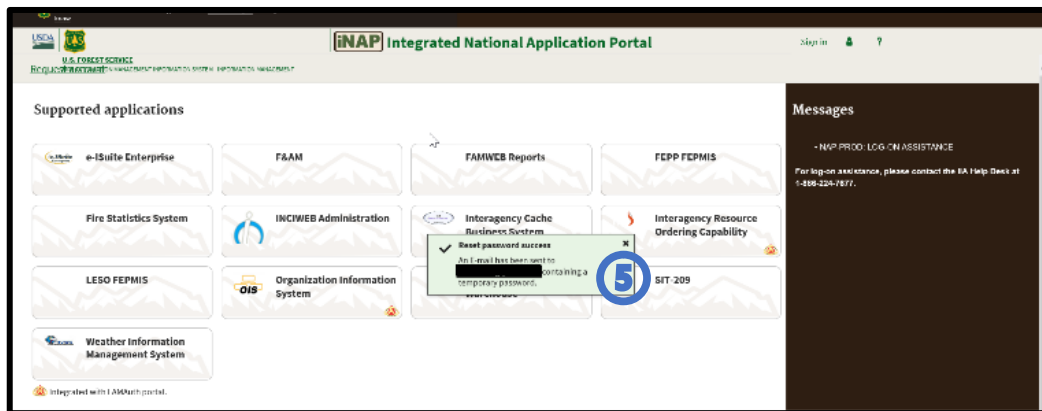 USDA
U.S. FOREST SERVICE
iNAP Integrated National Application Portal
Sign in
?
Supported applications
e-ISuite Enterprise
F&AM
FAMWEB Reports
FEPP FEPMIS
Fire Statistics System
INCIWEB Administration
Interagency Cache
Business System
Interagency Resource
Ordering Capability
LESO FEPMIS
OIS
Organization Information
System
Warehouse
SIT-209
Weather Information
Management System
Reset password success
An E-mail has been sent to
containing a
temporary password.
5
Integrated with FAMAuth portal.
Messages
- NAP PROD: LOG-ON ASSISTANCE
For log-on assistance, please contact the IIA Help Desk at
1-866-224-7677.